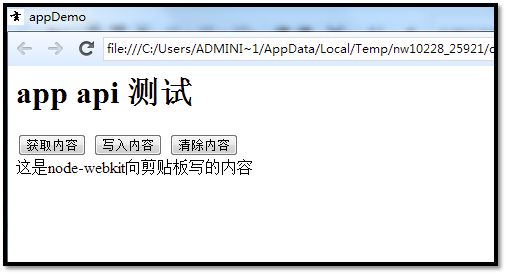 appDemo
file:///C:/Users/ADMINI~1/AppData/Local/Temp/nw10228_25921/
app api 测试
获取内容 写入内容 清除内容
这是node-webkit向剪贴板写的内容